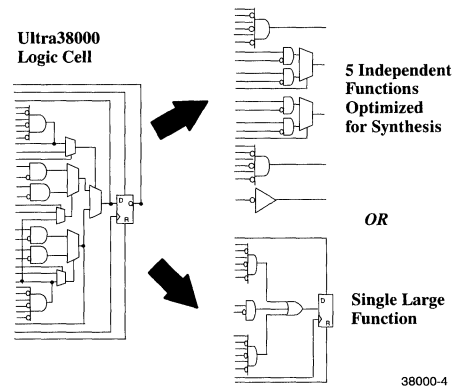 Ultra38000
Logic Cell
5 Independent
Functions
Optimized
for Synthesis
D
Q
R
OR
D
R
Single Large
Function
38000-4